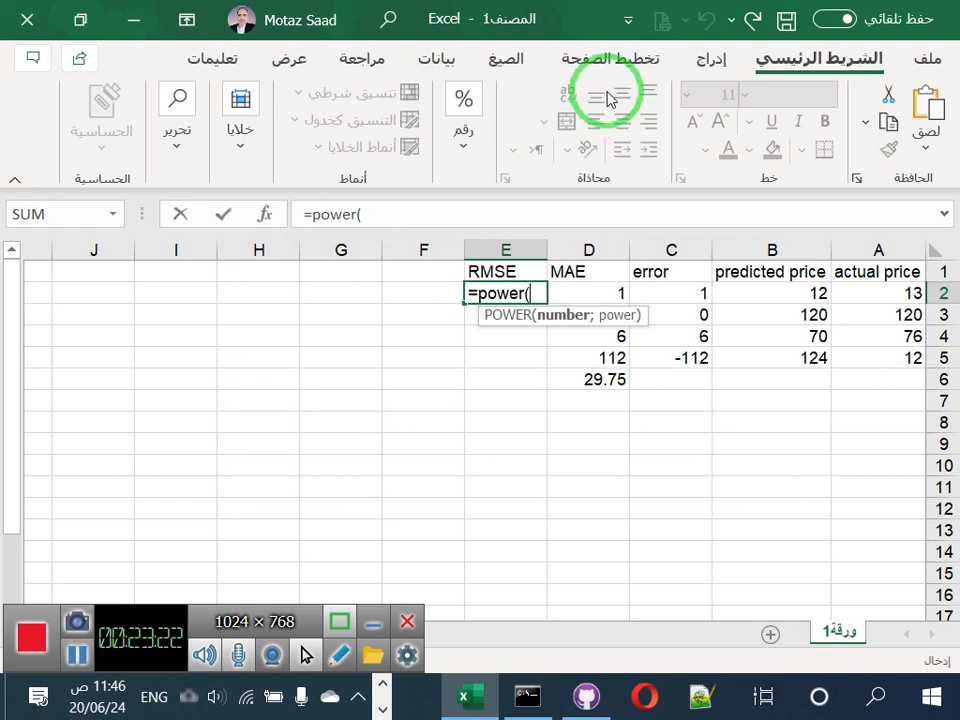 حفظ تلقائي
المصنف1 - Excel
Motaz Saad
ملف
الشريط الرئيسي
إدراج
تخطيط الصفحة
الصيغ
بيانات
مراجعة
عرض
تعليمات
لصق
الحافظة
11
خط
ab
محاذاة
%
رقم
تنسيق شرطي
التنسيق كجدول
أنماط الخلايا
أنماط
خلايا
تحرير
الحساسية
الحساسية
SUM
fx
=power(
J I H G F E D C B A
RMSE MAE error predicted price actual price 1
=power( 1 1 12 13 2
POWER(number; power) 0 120 120 3
6 6 70 76 4
112 -112 124 12 5
29.75 6
7
8
9
10
11
12
13
14
15
16
17
ورقة1
إدخال
1024 × 768
00:23:22
11:46 ص
20/06/24
ENG